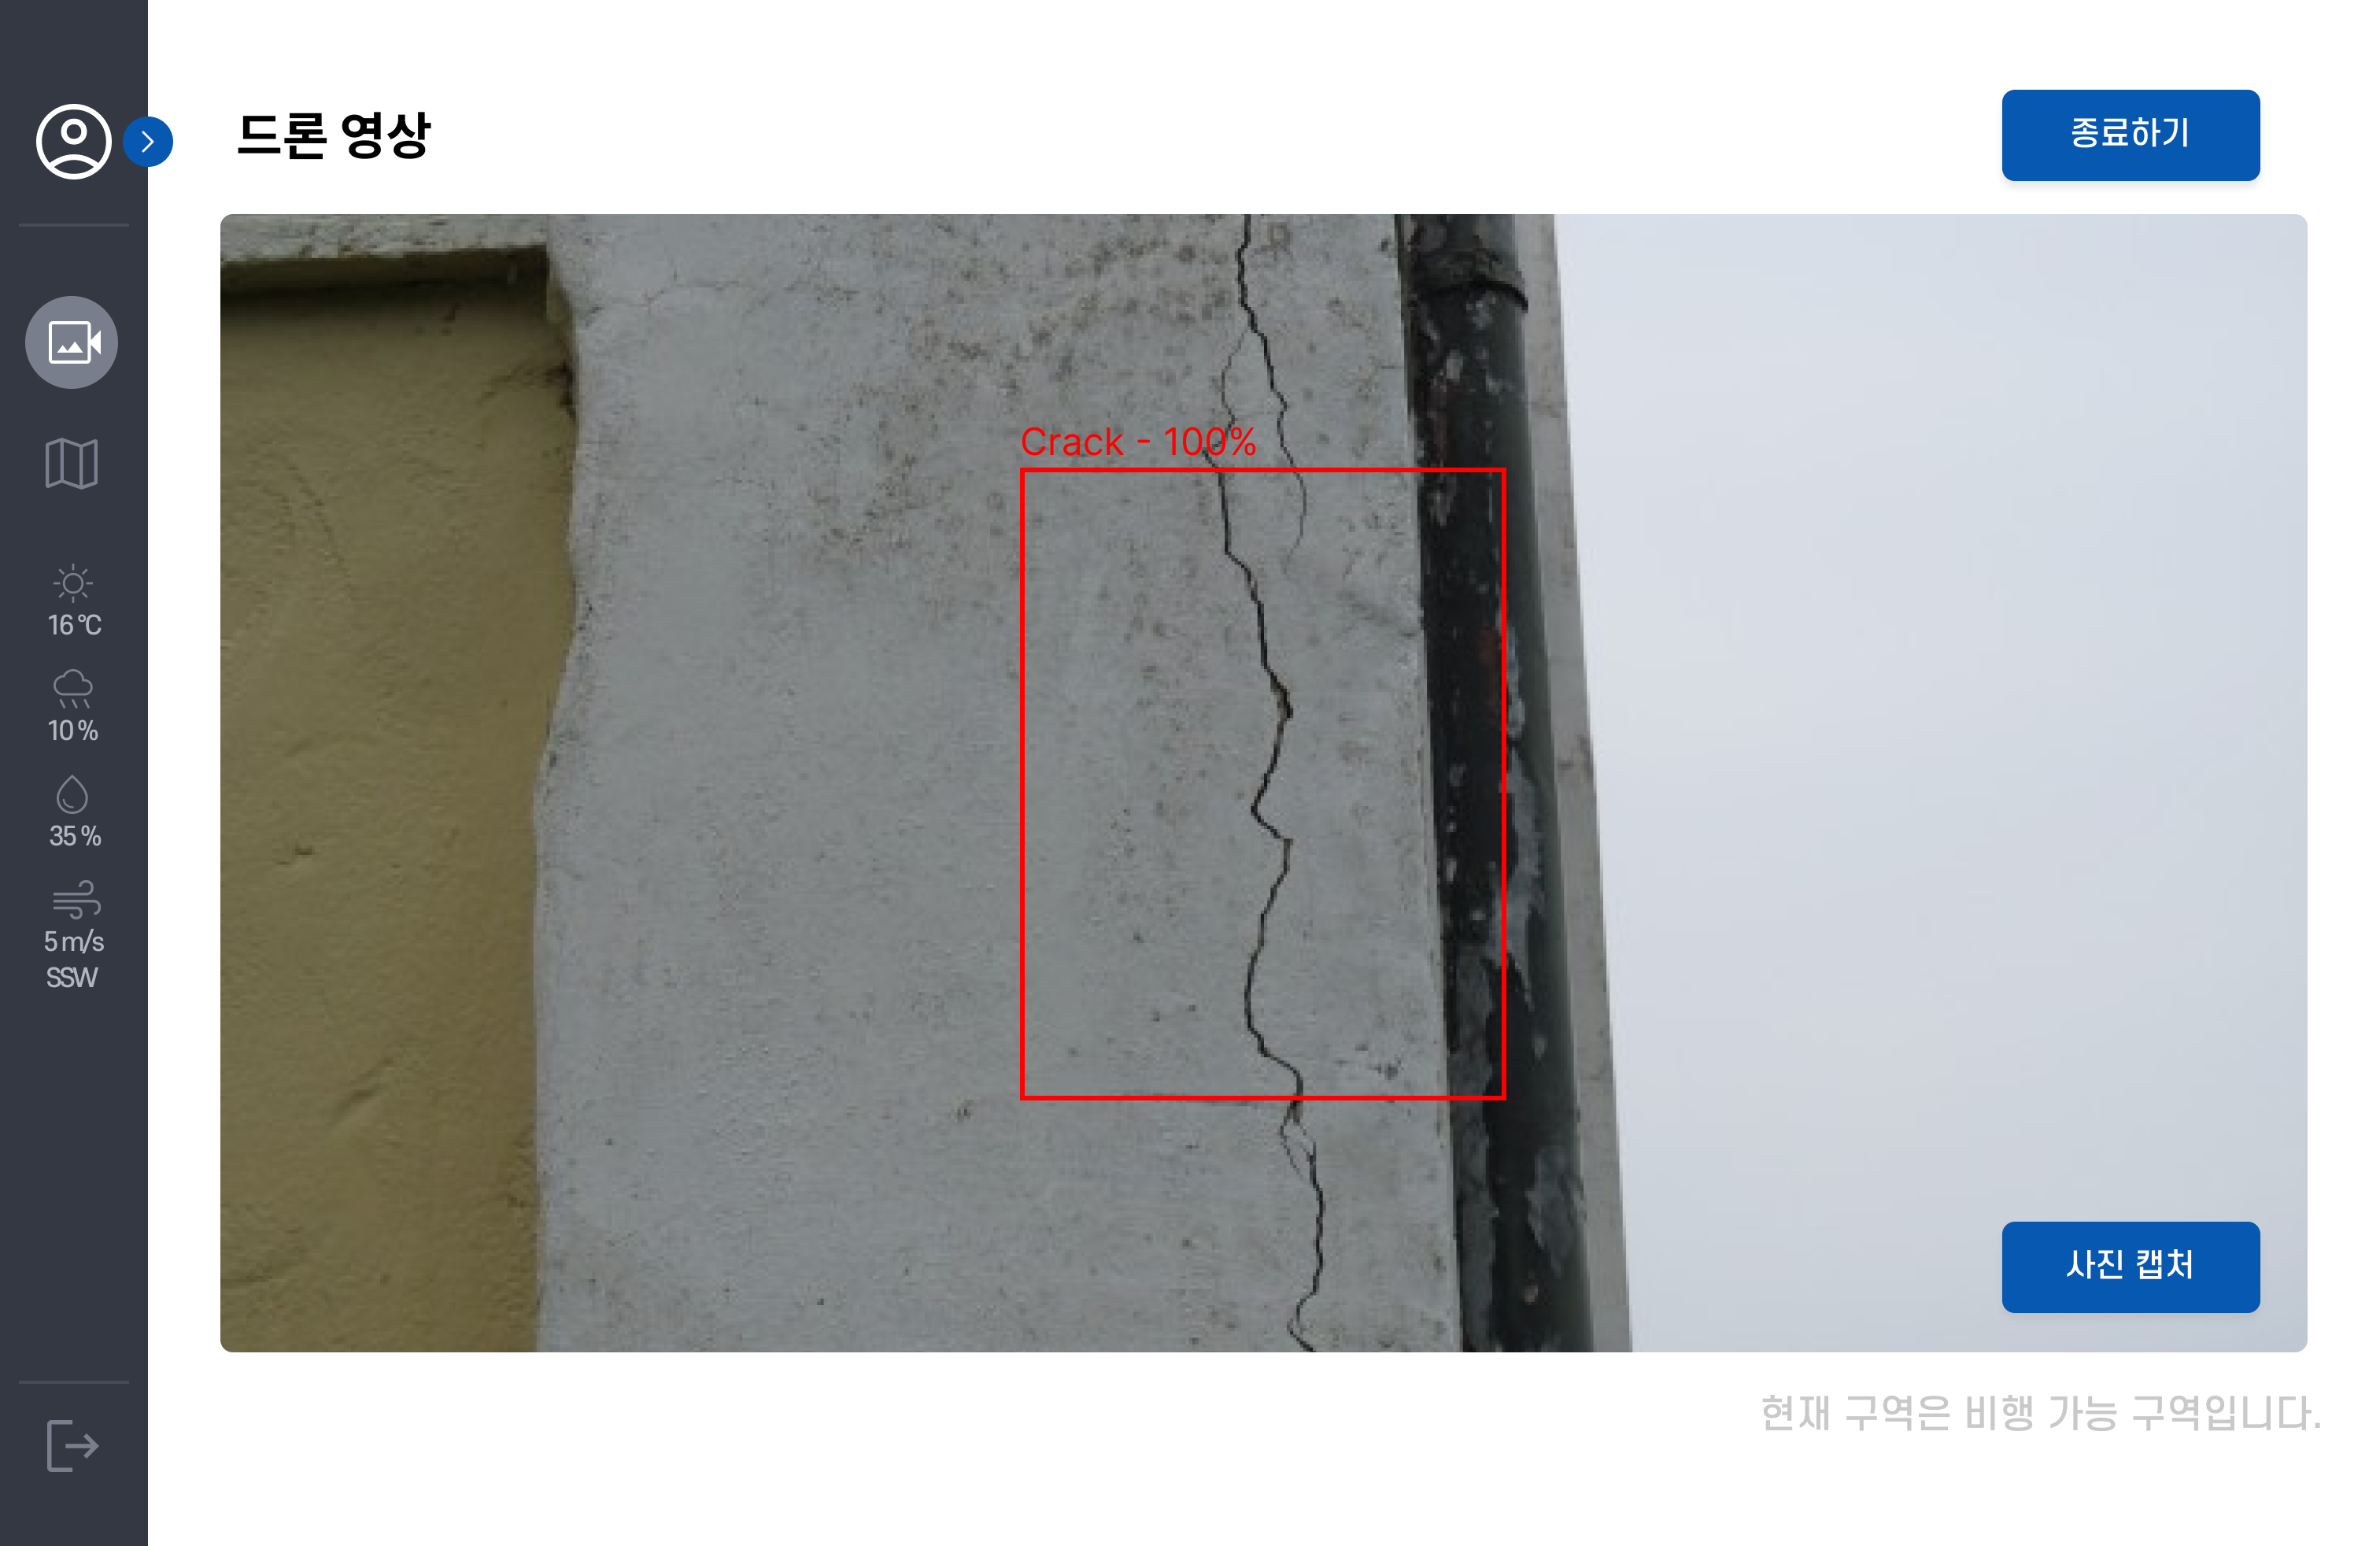 드론 영상
종료하기
Crack - 100%
16 °C
10 %
35 %
5 m/s
SSW
사진 캡처
현재 구역은 비행 가능 구역입니다.